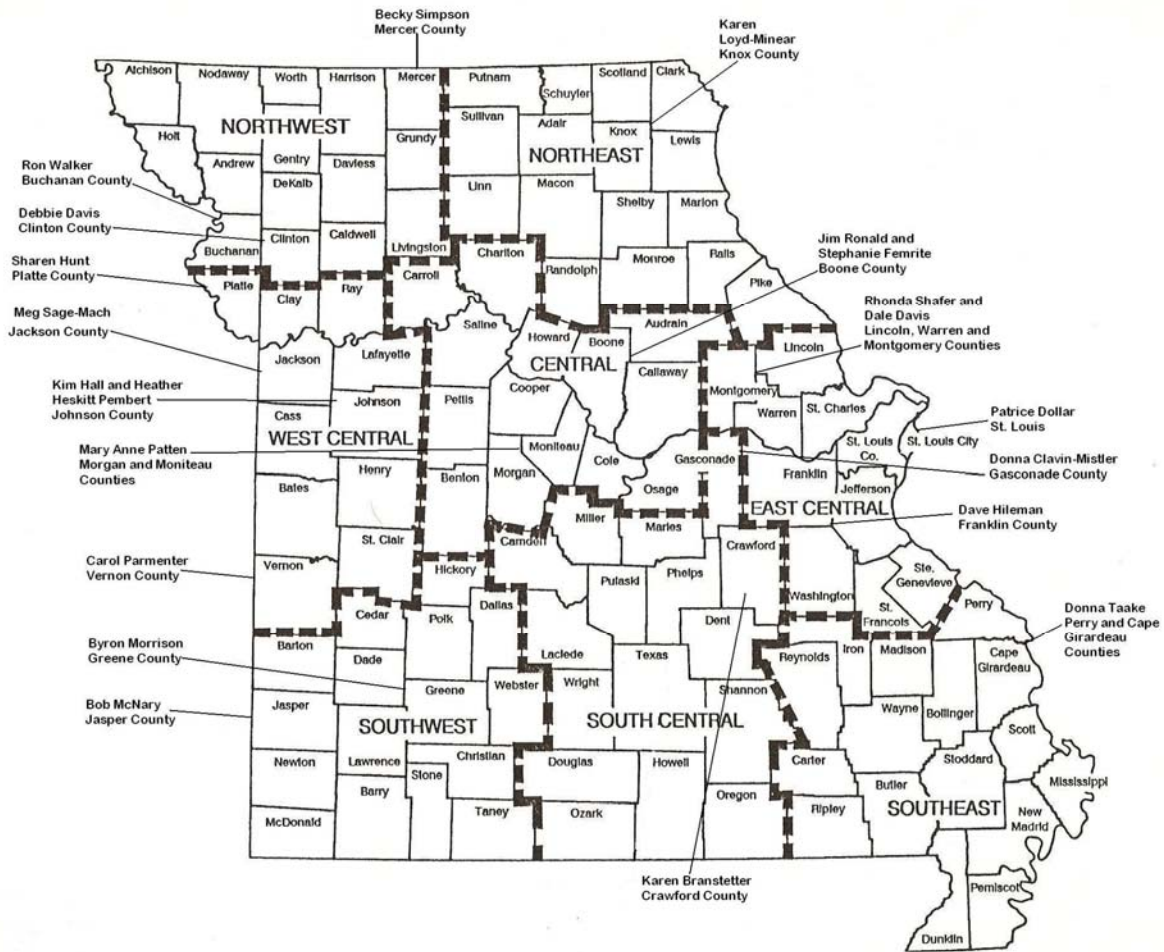 Becky Simpson
Mercer County
Karen
Loyd-Minear
Knox County
Atchison
Nodaway
Worth
Harrison
Mercer
Putnam
Schuyler
Scotland
Clark
NORTHWEST
Holt
Andrew
Gentry
DeKalb
Daviess
Grundy
Sullivan
Adair
Knox
Lewis
NORTHEAST
Linn
Macon
Shelby
Marion
Ron Walker
Buchanan County
Debbie Davis
Clinton County
Sharen Hunt
Platte County
Meg Sage-Mach
Jackson County
Buchanan
Clinton
Caldwell
Livingston
Chariton
Randolph
Monroe
Ralls
Pike
Jim Ronald and
Stephanie Femrite
Boone County
Platte
Clay
Ray
Carroll
Saline
Howard
Boone
Audrain
CENTRAL
Callaway
Montgomery
Lincoln
Warren
St. Charles
Rhonda Shafer and
Dale Davis
Lincoln, Warren and
Montgomery Counties
Jackson
Lafayette
Kim Hall and Heather
Heskitt Pembert
Johnson County
Cass
Johnson
Pettis
Cooper
WEST CENTRAL
Mary Anne Patten
Morgan and Moniteau
Counties
Moniteau
Morgan
Cole
Osage
Gasconade
Franklin
St. Louis
Co.
St. Louis City
Jefferson
Patrice Dollar
St. Louis
Donna Clavin-Mistler
Gasconade County
EAST CENTRAL
Dave Hileman
Franklin County
Bates
Henry
Benton
Camden
Miller
Maries
Crawford
Carol Parmenter
Vernon County
Vernon
St. Clair
Hickory
Pulaski
Phelps
Washington
St.
Francois
Ste.
Genevieve
Perry
Donna Taake
Perry and Cape
Girardeau
Counties
Byron Morrison
Greene County
Barton
Cedar
Polk
Dallas
Laclede
Texas
Dent
Reynolds
Iron
Madison
Cape
Girardeau
Bob McNary
Jasper County
Jasper
Dade
Greene
Webster
Wright
Shannon
Wayne
Bollinger
Scott
SOUTHWEST
SOUTH CENTRAL
Newton
Lawrence
Christian
Stone
Barry
Taney
McDonald
Douglas
Howell
Ozark
Oregon
Carter
Ripley
Butler
Stoddard
Mississippi
SOUTHEAST
New
Madrid
Pemiscot
Dunklin
Karen Branstetter
Crawford County